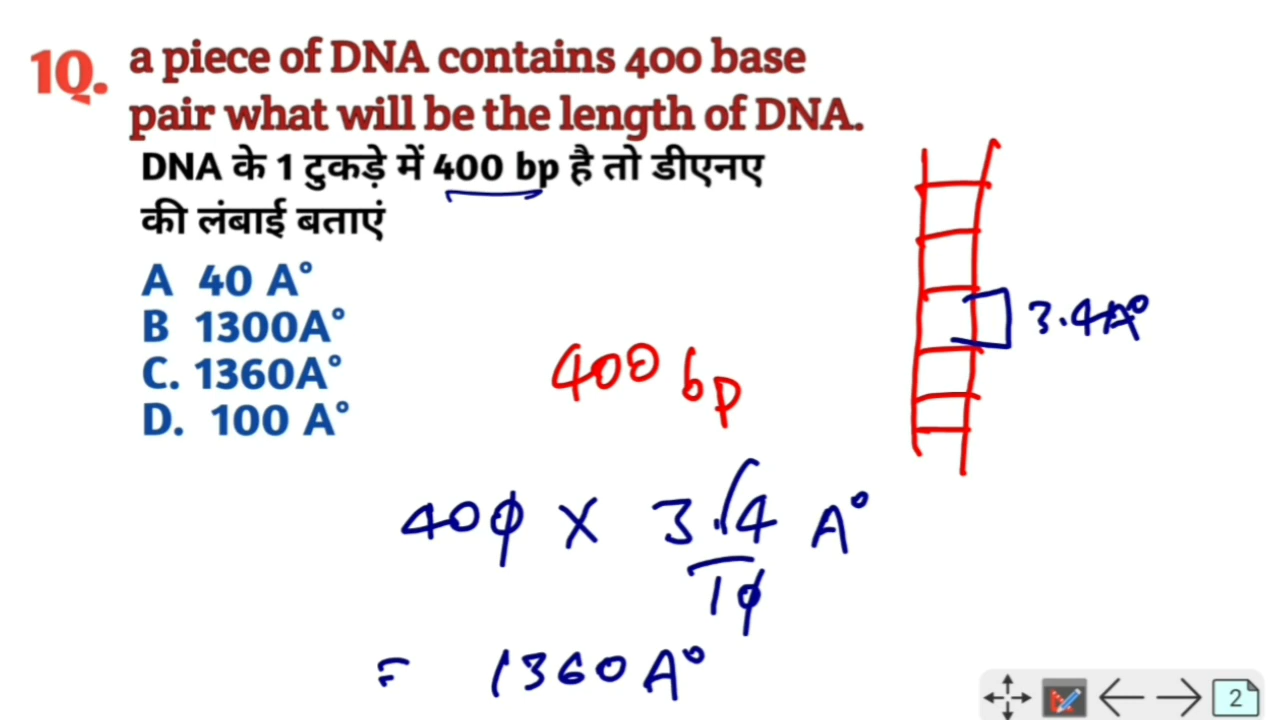 1Q. a piece of DNA contains 400 base
pair what will be the length of DNA.
DNA के 1 टुकड़े में 400 bp है तो डीएनए
की लंबाई बताएं
A 40 A°
B 1300A°
C. 1360A°
D. 100 A°
3.4A°
400 bp
400 x 3.4 A°
10
= 1360 A°
2